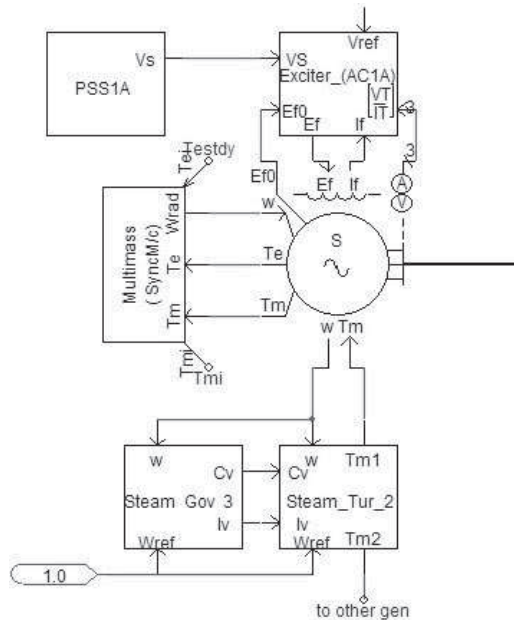 Vs
PSS1A
Vref
VS
Exciter_(AC1A)
VT
IT
3
Ef0
Ef If
3
Ef0
Ef If
A
V
Tei
Testdy
Wrad
w
Multimass
(SyncM/c)
Te
Te
S
Tm
Tm
w Tm
Tmi
Tmi
w
w Tm1
Cv
Cv
Steam Gov 3
Steam_Tur_2
Iv
Iv
Wref
Wref
Tm2
1.0
to other gen